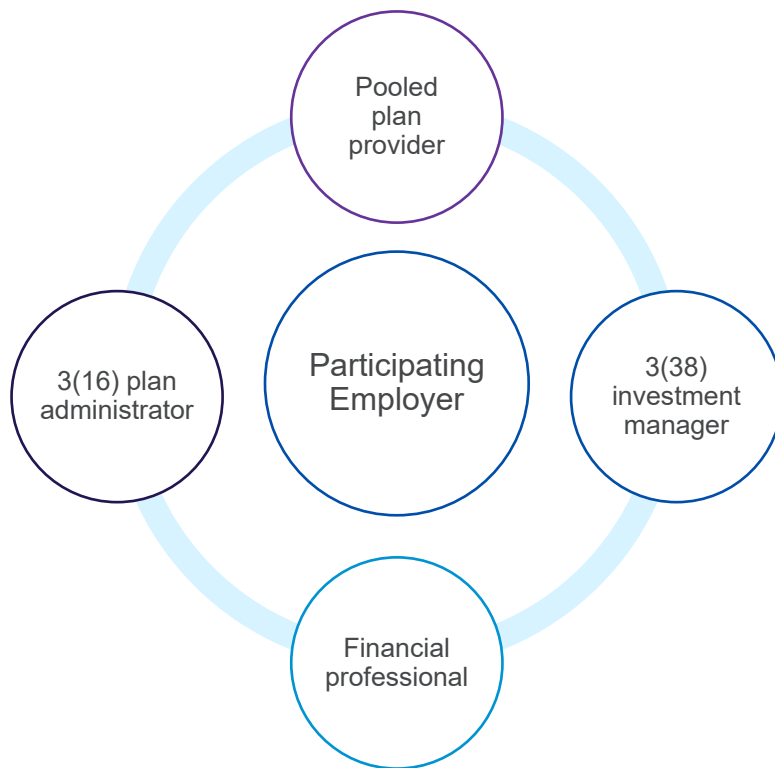 Pooled
plan
provider
3(16) plan
administrator
Participating
Employer
3(38)
investment
manager
Financial
professional